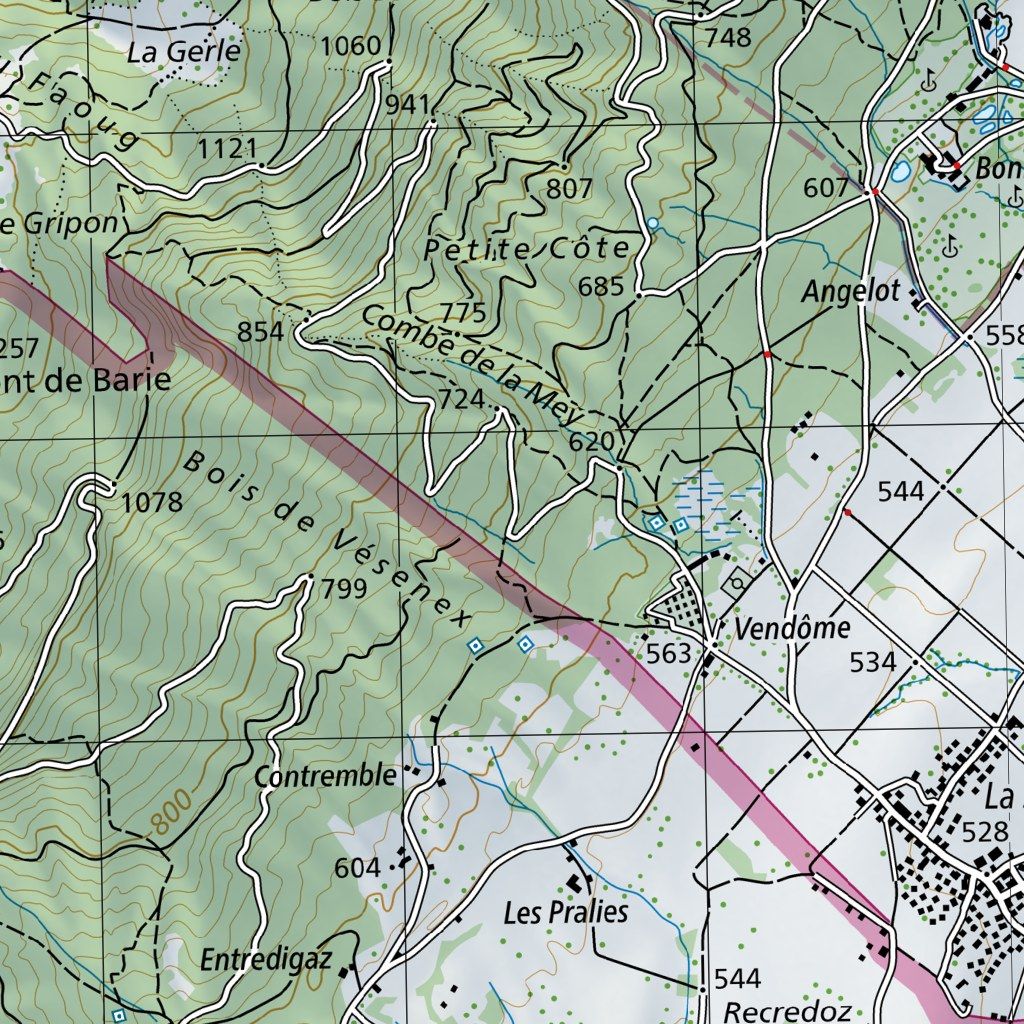 La Gerle
1060
748
Faoug
941
1121
807
607
Bon
e Gripon
Petite Côte
685
Angelot
775
854
Combe de la Mey
558
257
ont de Barie
724
620
Bois de Vésenex
1078
544
799
Vendôme
563
534
Contremble
800
La
528
604
Les Pralies
Entredigaz
544
Recredoz